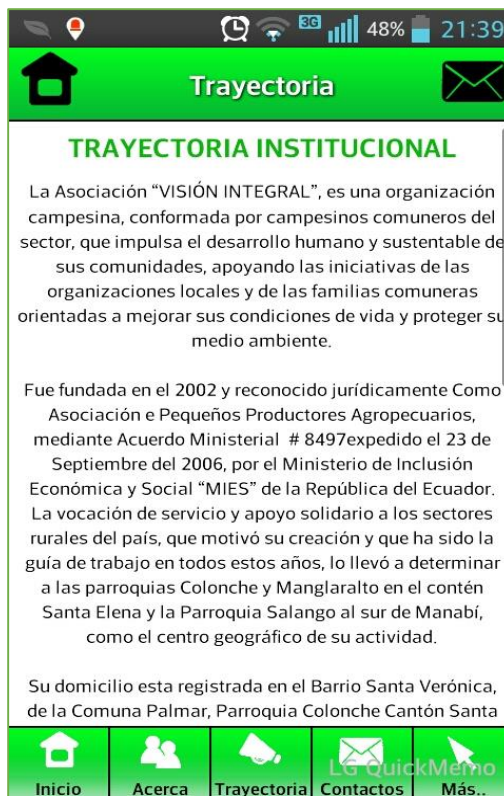 3G 48% 21:39
Trayectoria
TRAYECTORIA INSTITUCIONAL
La Asociación “VISIÓN INTEGRAL”, es una organización
campesina, conformada por campesinos comuneros del
sector, que impulsa el desarrollo humano y sustentable de
sus comunidades, apoyando las iniciativas de las
organizaciones locales y de las familias comuneras
orientadas a mejorar sus condiciones de vida y proteger su
medio ambiente.
Fue fundada en el 2002 y reconocido jurídicamente Como
Asociación e Pequeños Productores Agropecuarios,
mediante Acuerdo Ministerial # 8497expedido el 23 de
Septiembre del 2006, por el Ministerio de Inclusión
Económica y Social “MIES” de la República del Ecuador.
La vocación de servicio y apoyo solidario a los sectores
rurales del país, que motivó su creación y que ha sido la
guía de trabajo en todos estos años, lo llevó a determinar
a las parroquias Colonche y Manglaralto en el contén
Santa Elena y la Parroquia Salango al sur de Manabí,
como el centro geográfico de su actividad.
Su domicilio esta registrada en el Barrio Santa Verónica,
de la Comuna Palmar, Parroquia Colonche Cantón Santa
LG QuickMemo
Inicio Acerca Trayectoria Contactos Más..